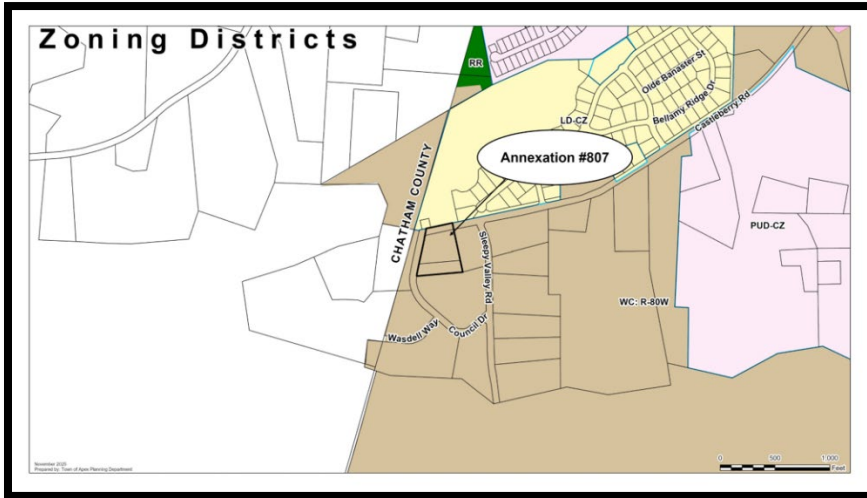 Zoning Districts
RR
Olde Banaster St
LD-CZ
Bellamy Ridge Dr
Castleberry Rd
Annexation #807
CHATHAM COUNTY
Sleepy Valley Rd
PUD-CZ
WC: R-80W
Wasdell Way
Council Dr
November 2025
Prepared by: Town of Apex Planning Department
0 500 1,000
Feet